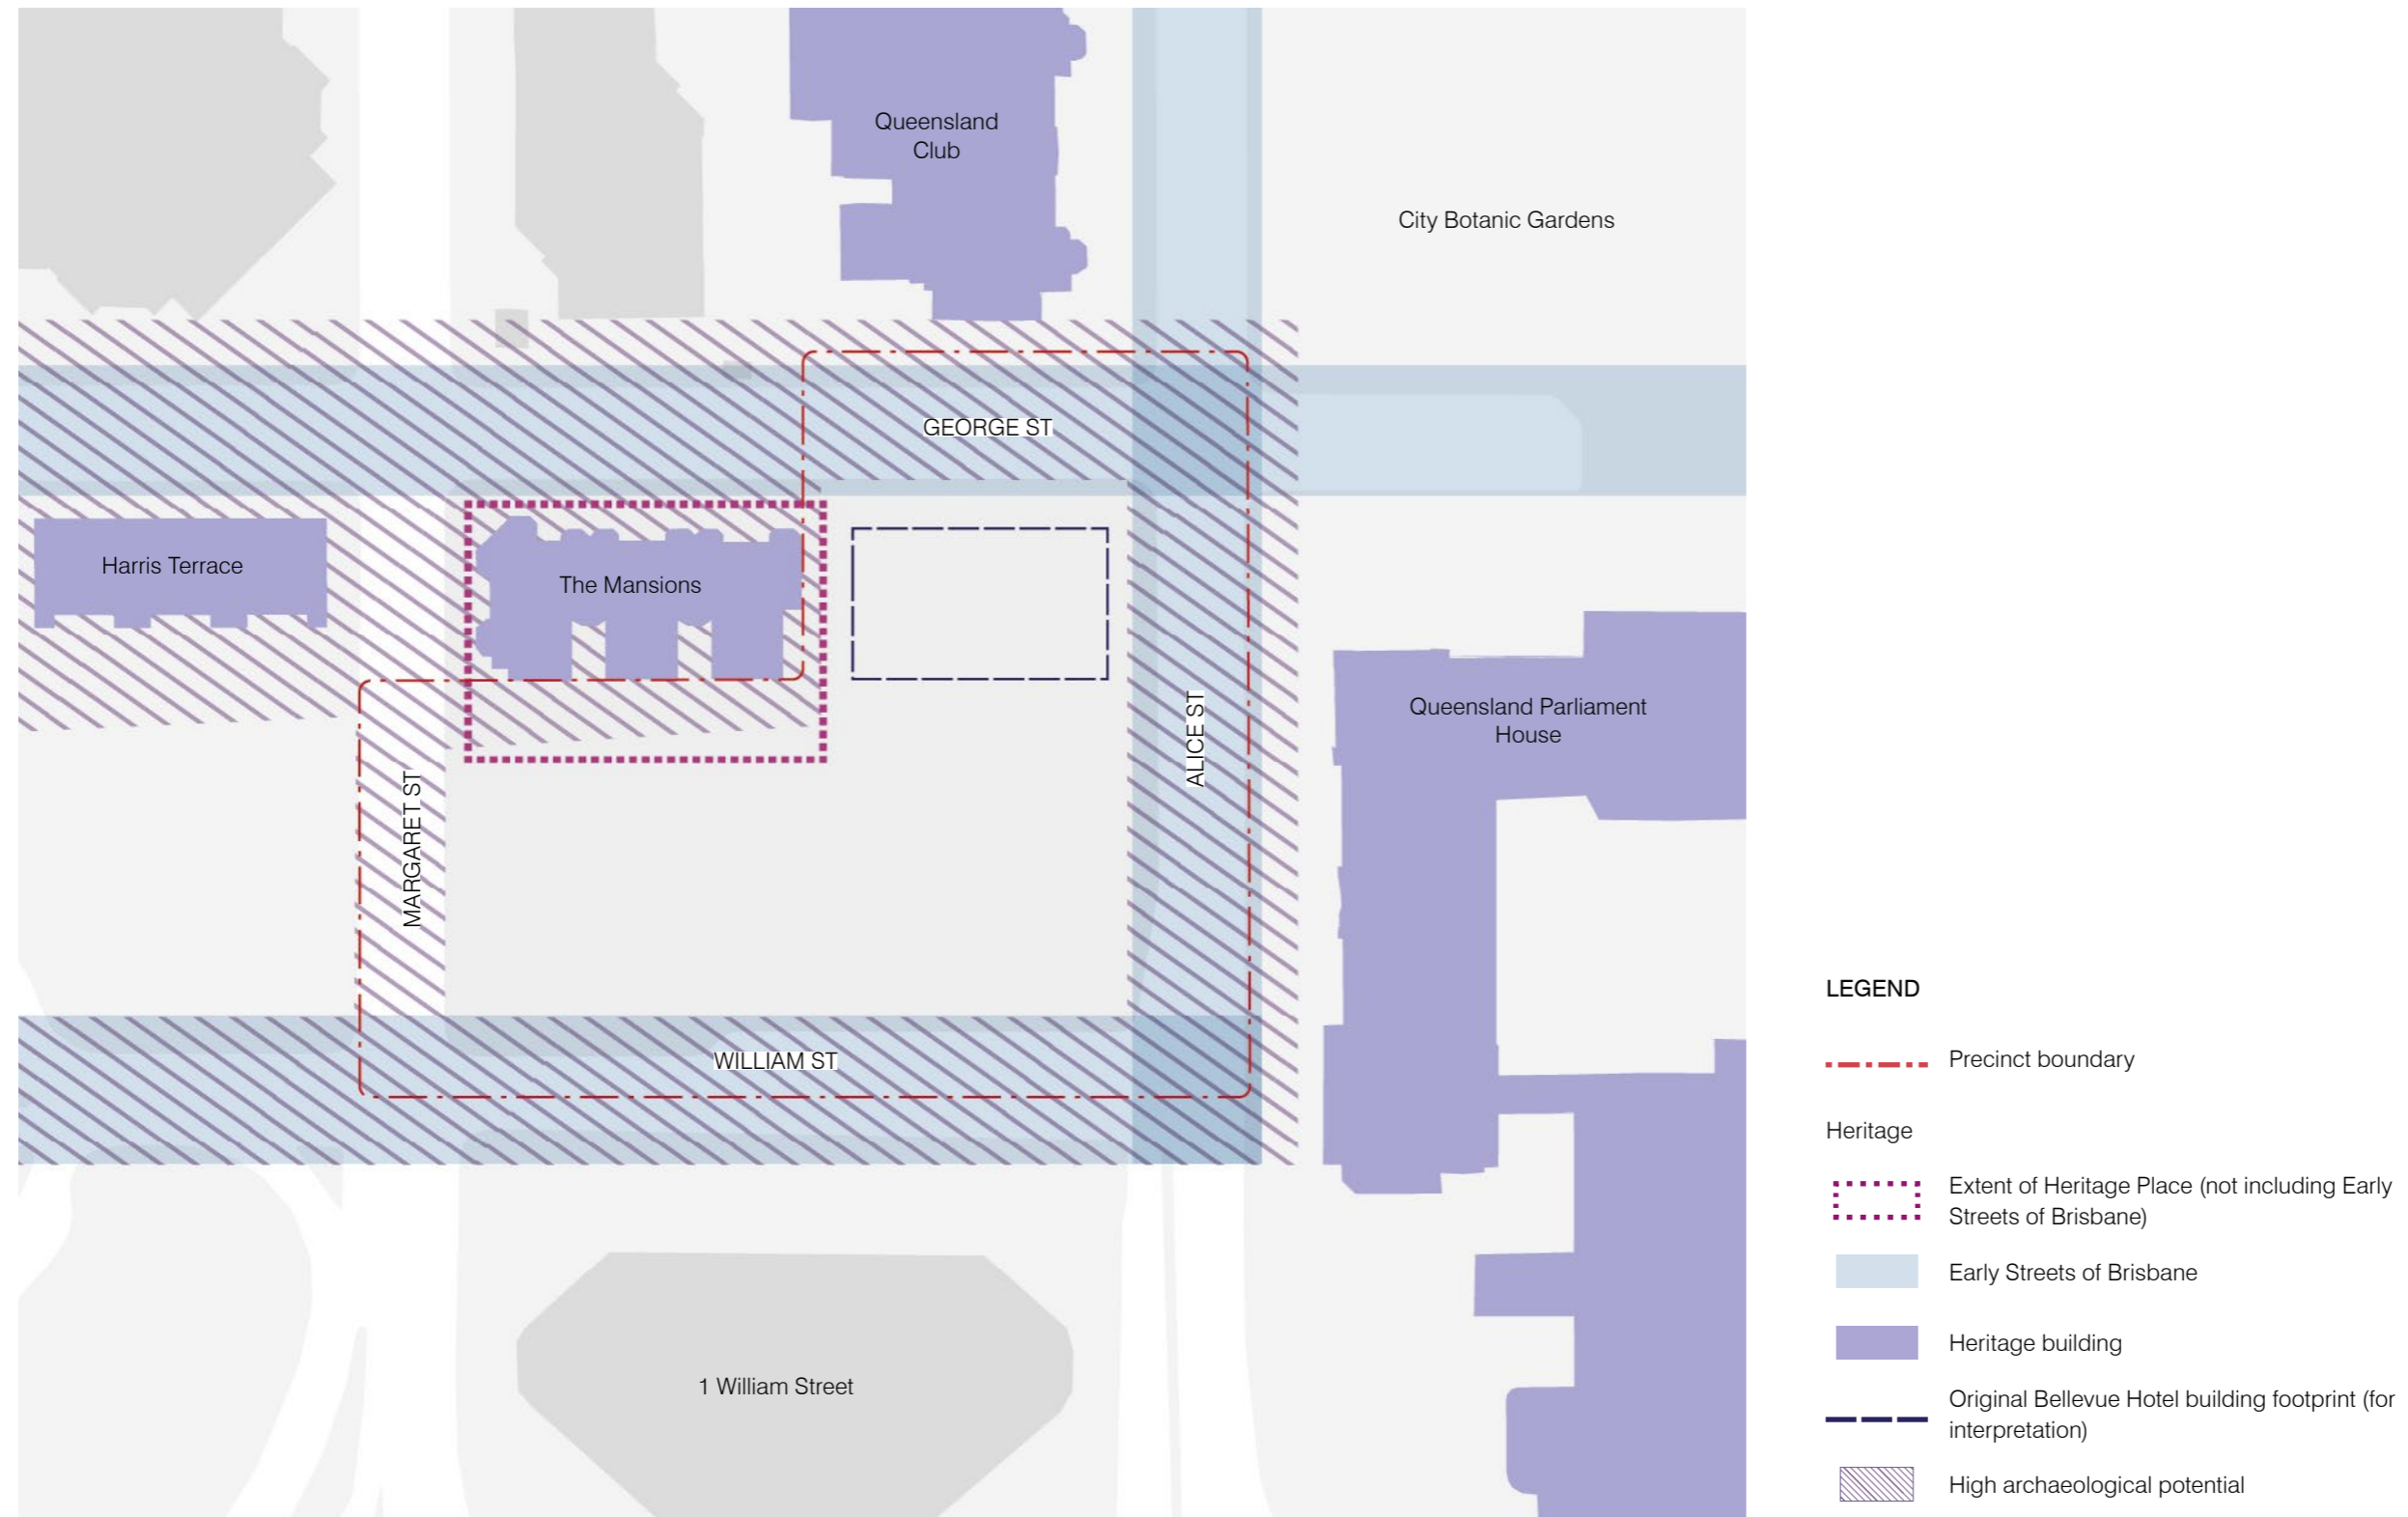 Queensland
Club
City Botanic Gardens
GEORGE ST
Harris Terrace
The Mansions
Queensland Parliament
House
ALICE ST
MARGARET ST
WILLIAM ST
1 William Street
LEGEND
Precinct boundary
Heritage
Extent of Heritage Place (not including Early
Streets of Brisbane)
Early Streets of Brisbane
Heritage building
Original Bellevue Hotel building footprint (for
interpretation)
High archaeological potential